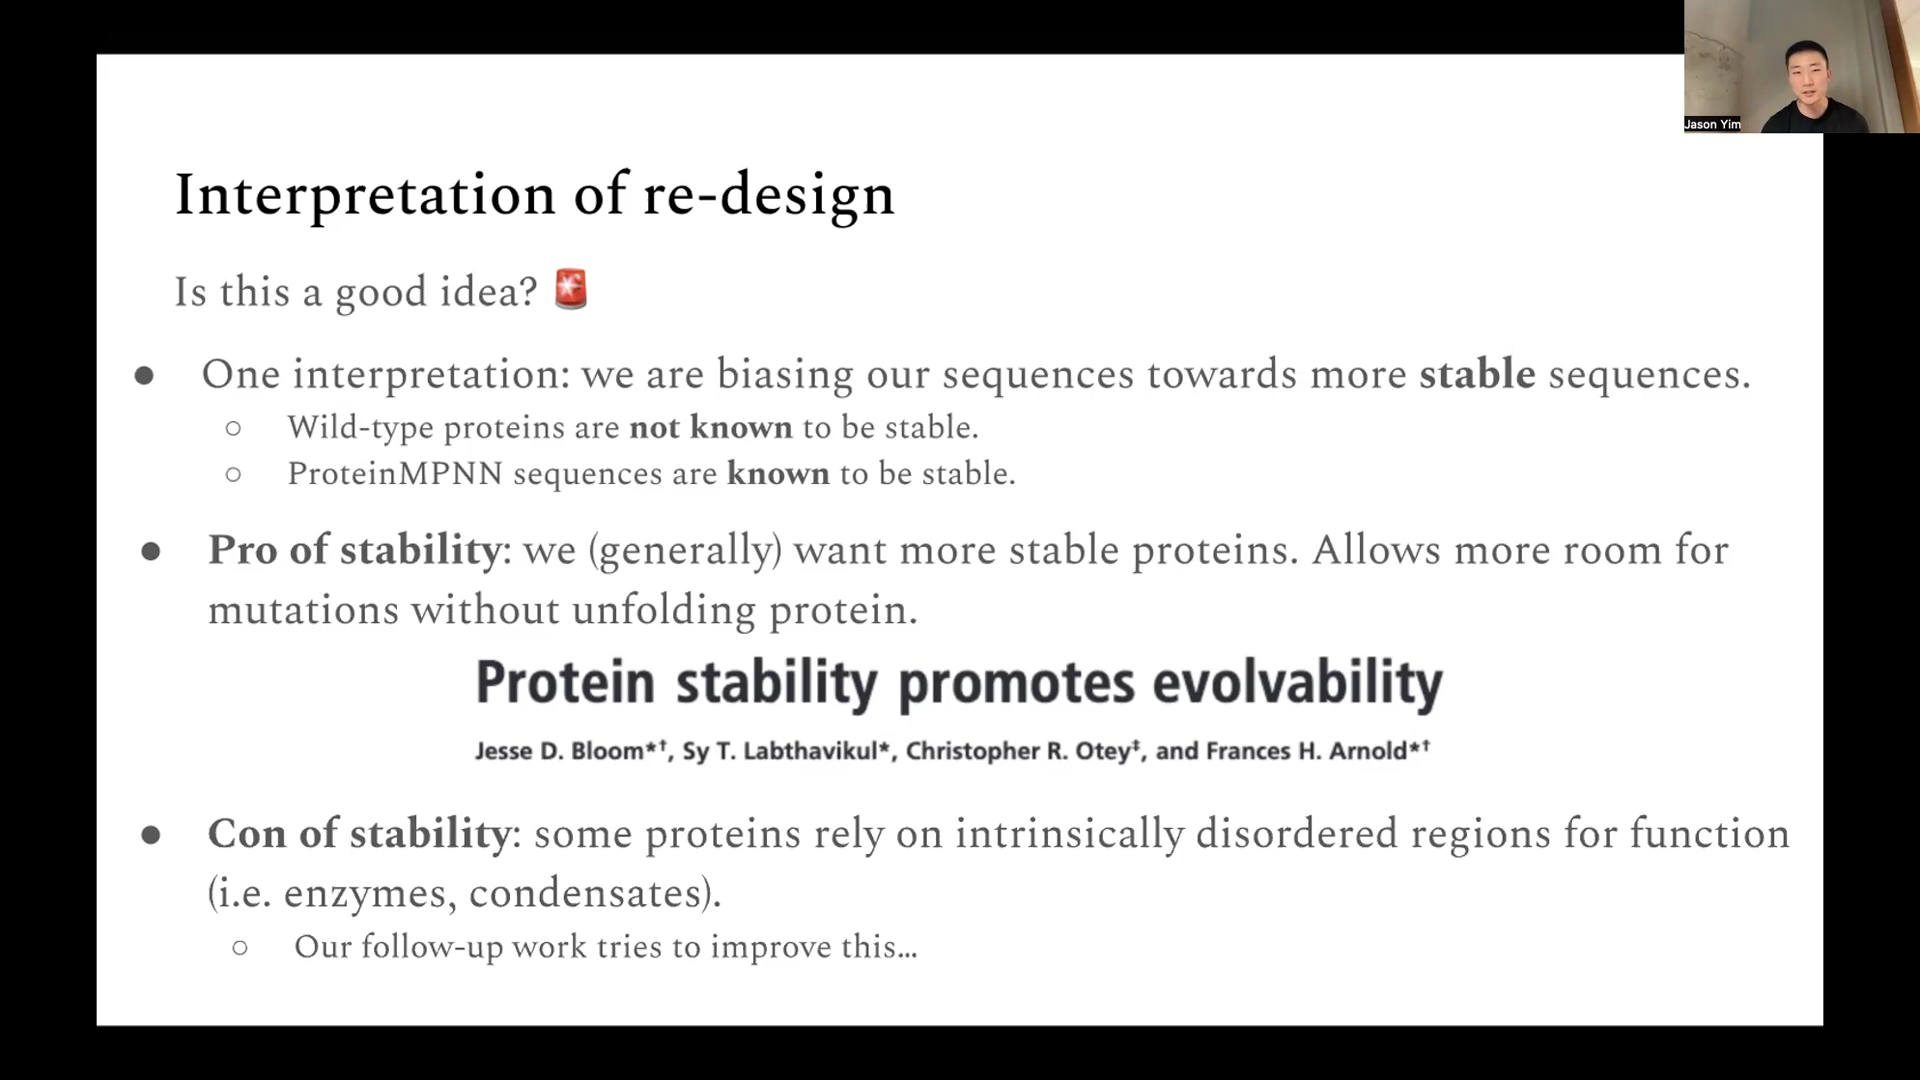 Jason Yim
Interpretation of re-design
Is this a good idea? 🚨
● One interpretation: we are biasing our sequences towards more stable sequences.
○ Wild-type proteins are not known to be stable.
○ ProteinMPNN sequences are known to be stable.
● Pro of stability: we (generally) want more stable proteins. Allows more room for
mutations without unfolding protein.
Protein stability promotes evolvability
Jesse D. Bloom*†, Sy T. Labthavikul*, Christopher R. Otey‡, and Frances H. Arnold*†
● Con of stability: some proteins rely on intrinsically disordered regions for function
(i.e. enzymes, condensates).
○ Our follow-up work tries to improve this...